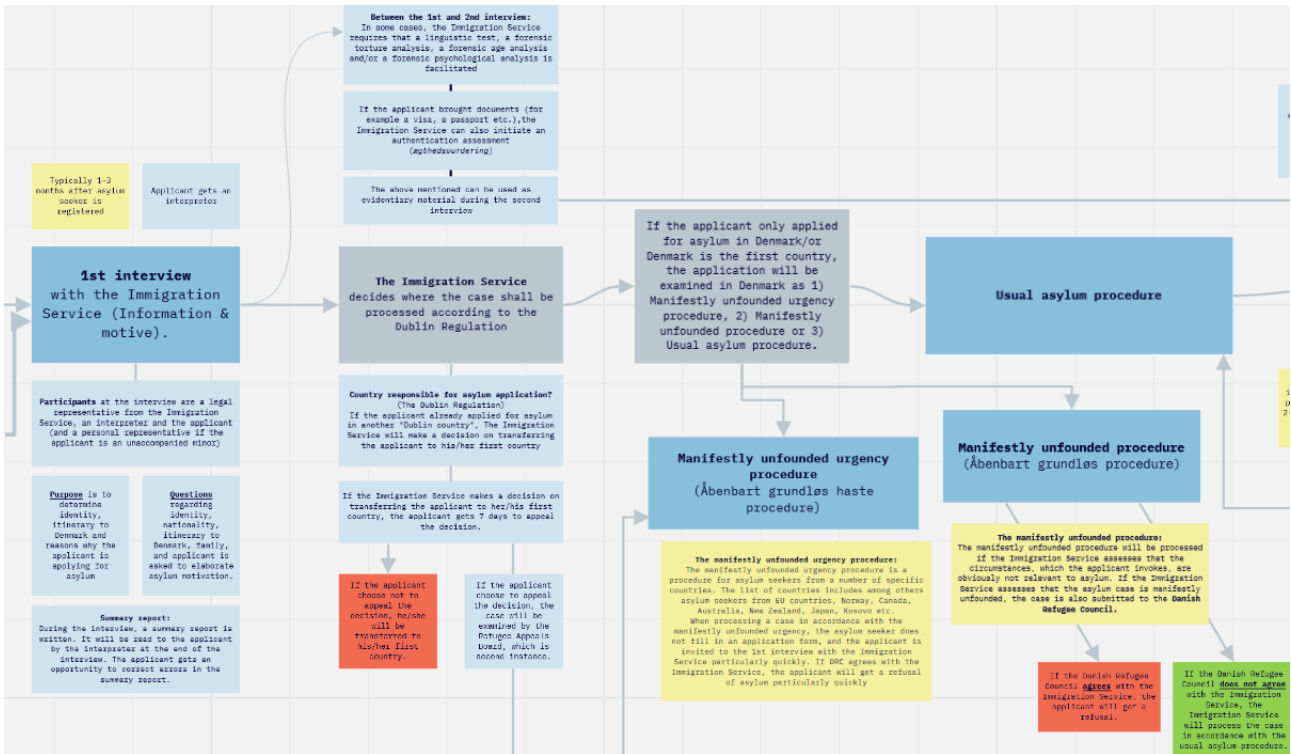 Between the 1st and 2nd interview:
In some cases, the Immigration Service
requires that a linguistic test, a forensic
torture analysis, a forensic age analysis
and/or a forensic psychological analysis is
facilitated
If the applicant brought documents (for
example a visa, a passport etc.),the
Immigration Service can also initiate an
authentication assessment
(ægthedsvurdering)
The above mentioned can be used as
evidentiary material during the second
interview
Typically 1-3
months after asylum
seeker is
registered
Applicant gets an
interpretor
1st interview
with the Immigration
Service (Information &
motive).
The Immigration Service
decides where the case shall be
processed according to the
Dublin Regulation
If the applicant only applied
for asylum in Denmark/or
Denmark is the first country,
the application will be
examined in Denmark as 1)
Manifestly unfounded urgency
procedure, 2) Manifestly
unfounded procedure or 3)
Usual asylum procedure.
Usual asylum procedure
Participants at the interview are a legal
representative from the Immigration
Service, an interpreter and the applicant
(and a personal representative if the
applicant is an unaccompanied minor)
Purpose is to
determine
identity,
itinerary to
Denmark and
reasons why the
applicant is
applying for
asylum
Questions
regarding
identity,
nationality,
itinerary to
Denmark, family,
and applicant is
asked to elaborate
asylum motivation.
Summary report:
During the interview, a summary report is
written. It will be read to the applicant
by the interpreter at the end of the
interview. The applicant gets an
opportunity to correct errors in the
summary report.
Country responsible for asylum application?
(The Dublin Regulation)
If the applicant already applied for asylum
in another "Dublin country". The Immigration
Service will make a decision on transferring
the applicant to his/her first country
If the Immigration Service makes a decision on
transferring the applicant to her/his first
country, the applicant gets 7 days to appeal
the decision.
If the applicant
choose not to
appeal the
decision, he/she
will be
transferred to
his/her first
country.
If the applicant
choose to appeal
the decision, the
case will be
examined by the
Refugee Appeals
Board, which is
second instance.
Manifestly unfounded urgency
procedure
(Åbenbart grundløs haste
procedure)
The manifestly unfounded urgency procedure:
The manifestly unfounded urgency procedure is a
procedure for asylum seekers from a number of specific
countries. The list of countries includes among others
asylum seekers from EU countries, Norway, Canada,
Australia, New Zealand, Japan, Kosovo etc.
When processing a case in accordance with the
manifestly unfounded urgency, the asylum seeker does
not fill in an application form, and the applicant is
invited to the 1st interview with the Immigration
Service particularly quickly. If DRC agrees with the
Immigration Service, the applicant will get a refusal
of asylum particularly quickly
Manifestly unfounded procedure
(Åbenbart grundløs procedure)
The manifestly unfounded procedure:
The manifestly unfounded procedure will be processed
if the Immigration Service assesses that the
circumstances, which the applicant invokes, are
obviously not relevant to asylum. If the Immigration
Service assesses that the asylum case is manifestly
unfounded, the case is also submitted to the Danish
Refugee Council.
If the Danish Refugee
Council agrees with the
Immigration Service, the
applicant will get a
refusal.
If the Danish Refugee
Council does not agree
with the Immigration
Service, the
Immigration Service
will process the case
in accordance with the
usual asylum procedure.